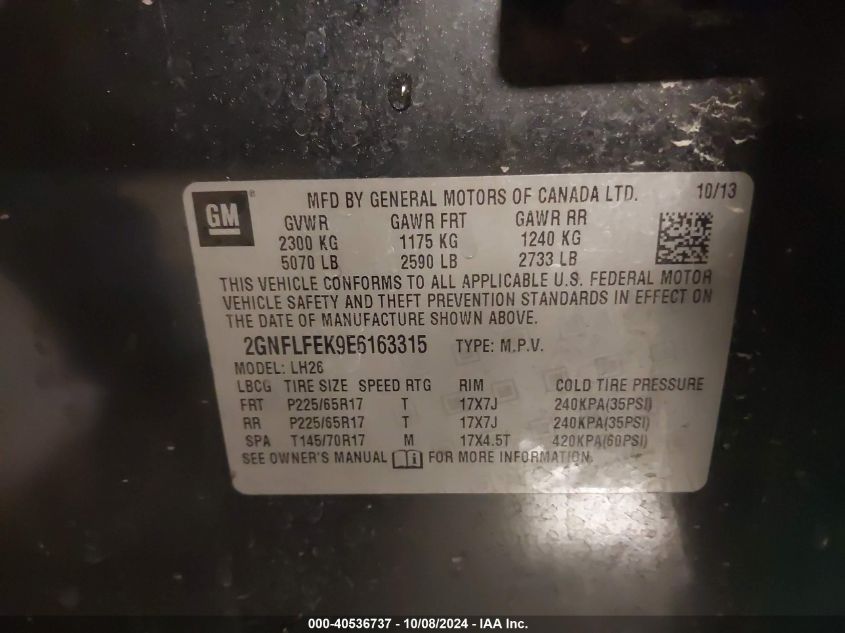 GM®
MFD BY GENERAL MOTORS OF CANADA LTD. 10/13
GVWR GAWR FRT GAWR RR
2300 KG 1175 KG 1240 KG
5070 LB 2590 LB 2733 LB
THIS VEHICLE CONFORMS TO ALL APPLICABLE U.S. FEDERAL MOTOR
VEHICLE SAFETY AND THEFT PREVENTION STANDARDS IN EFFECT ON
THE DATE OF MANUFACTURE SHOWN ABOVE.
2GNFLFEK9E6163315 TYPE: M.P.V.
MODEL: LH26
LBCG TIRE SIZE SPEED RTG RIM COLD TIRE PRESSURE
FRT P225/65R17 T 17X7J 240KPA(35PSI)
RR P225/65R17 T 17X7J 240KPA(35PSI)
SPA T145/70R17 M 17X4.5T 420KPA(60PSI)
SEE OWNER'S MANUAL FOR MORE INFORMATION.
000-40536737 - 10/08/2024 - IAA Inc.